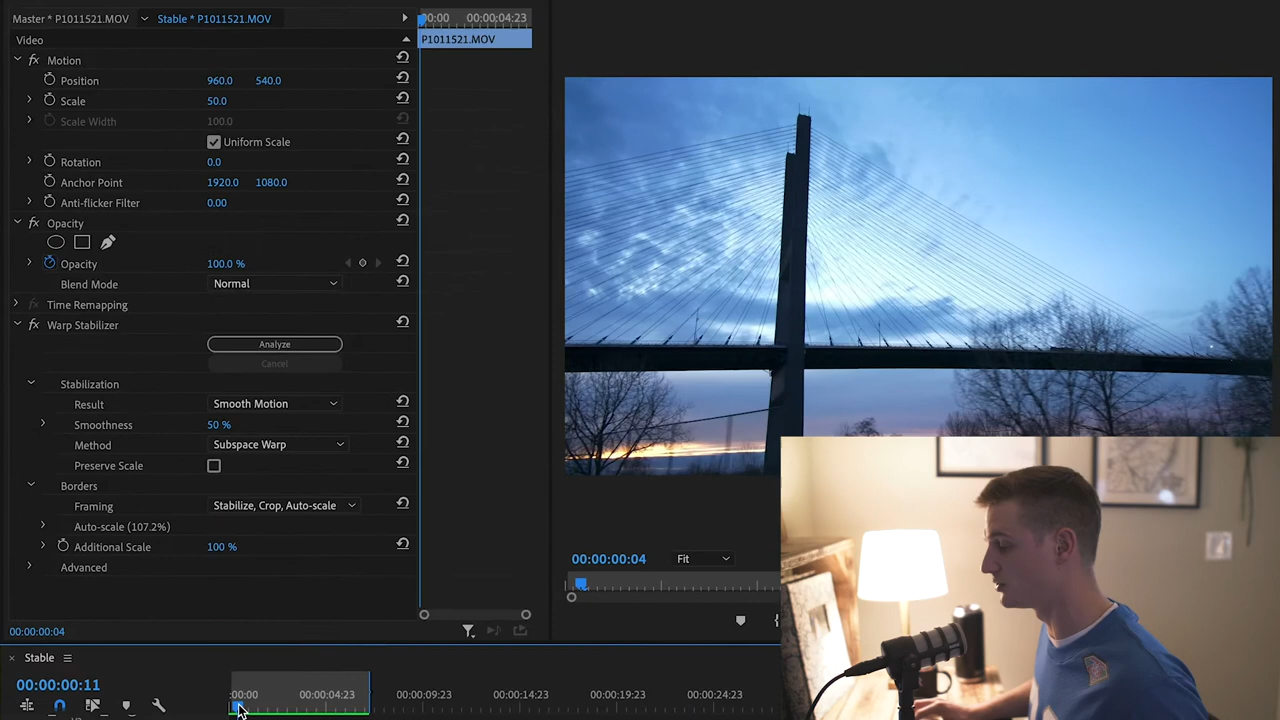 Master * P1011521.MOV
Stable * P1011521.MOV
:00:00
00:00:04:23
Video
P1011521.MOV
Motion
Position 960.0 540.0
Scale 50.0
Scale Width 100.0
Uniform Scale
Rotation 0.0
Anchor Point 1920.0 1080.0
Anti-flicker Filter 0.00
Opacity
Opacity 100.0 %
Blend Mode Normal
Time Remapping
Warp Stabilizer
Analyze
Cancel
Stabilization
Result Smooth Motion
Smoothness 50 %
Method Subspace Warp
Preserve Scale
Borders
Framing Stabilize, Crop, Auto-scale
Auto-scale (107.2%)
Additional Scale 100 %
Advanced
00:00:00:04
00:00:00:04 Fit
Stable
00:00:00:11
:00:00 00:00:04:23 00:00:09:23 00:00:14:23 00:00:19:23 00:00:24:23